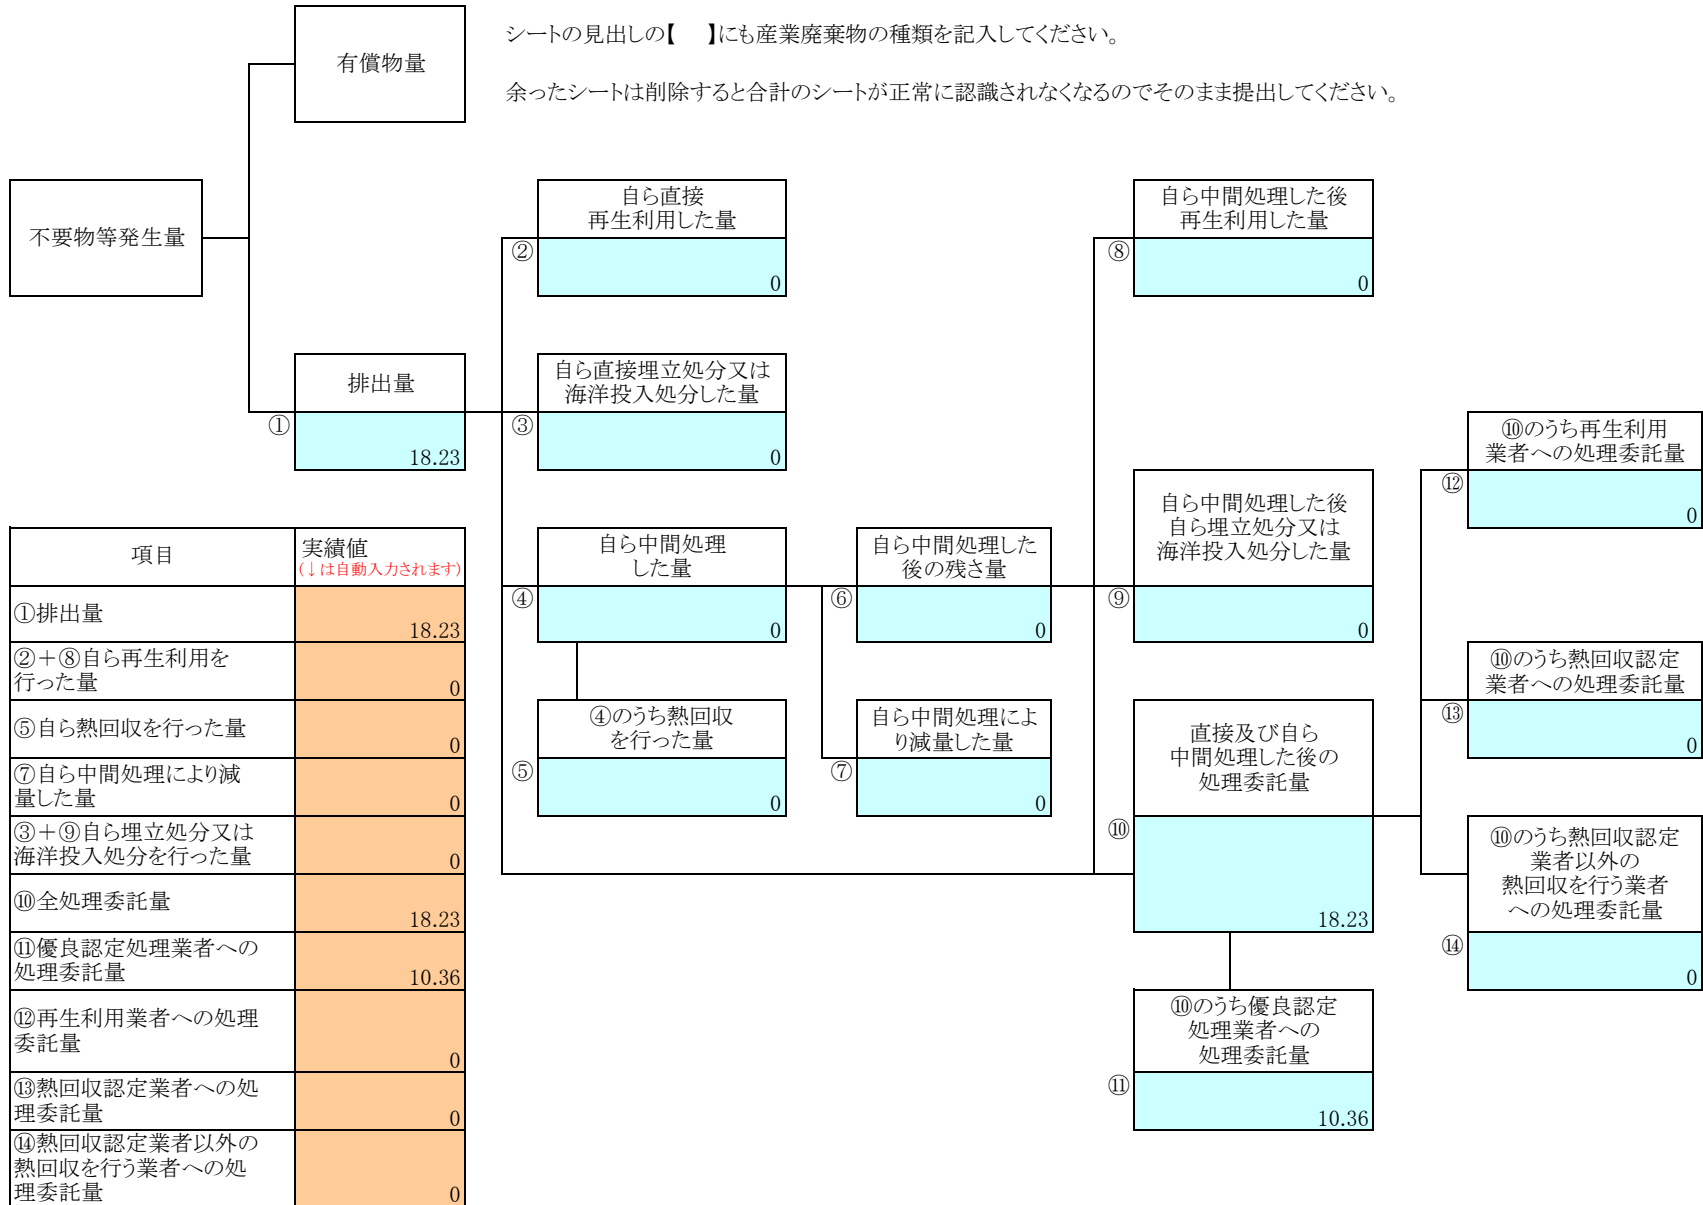 シートの見出しの【　】にも産業廃棄物の種類を記入してください。
余ったシートは削除すると合計のシートが正常に認識されなくなるのでそのまま提出してください。
有償物量
不要物等発生量
排出量
①
18.23
自ら直接
再生利用した量
②
0
自ら直接埋立処分又は
海洋投入処分した量
③
0
自ら中間処理
した量
④
0
④のうち熱回収
を行った量
⑤
0
自ら中間処理した
後の残さ量
⑥
0
自ら中間処理によ
り減量した量
⑦
0
自ら中間処理した後
再生利用した量
⑧
0
自ら中間処理した後
自ら埋立処分又は
海洋投入処分した量
⑨
0
直接及び自ら
中間処理した後の
処理委託量
⑩
18.23
⑩のうち優良認定
処理業者への
処理委託量
⑪
10.36
⑩のうち再生利用
業者への処理委託量
⑫
0
⑩のうち熱回収認定
業者への処理委託量
⑬
0
⑩のうち熱回収認定
業者以外の
熱回収を行う業者
への処理委託量
⑭
0
項目
実績値
(↓は自動入力されます)
①排出量
18.23
②＋⑧自ら再生利用を
行った量
0
⑤自ら熱回収を行った量
0
⑦自ら中間処理により減
量した量
0
③＋⑨自ら埋立処分又は
海洋投入処分を行った量
0
⑩全処理委託量
18.23
⑪優良認定処理業者への
処理委託量
10.36
⑫再生利用業者への処理
委託量
0
⑬熱回収認定業者への処
理委託量
0
⑭熱回収認定業者以外の
熱回収を行う業者への処
理委託量
0